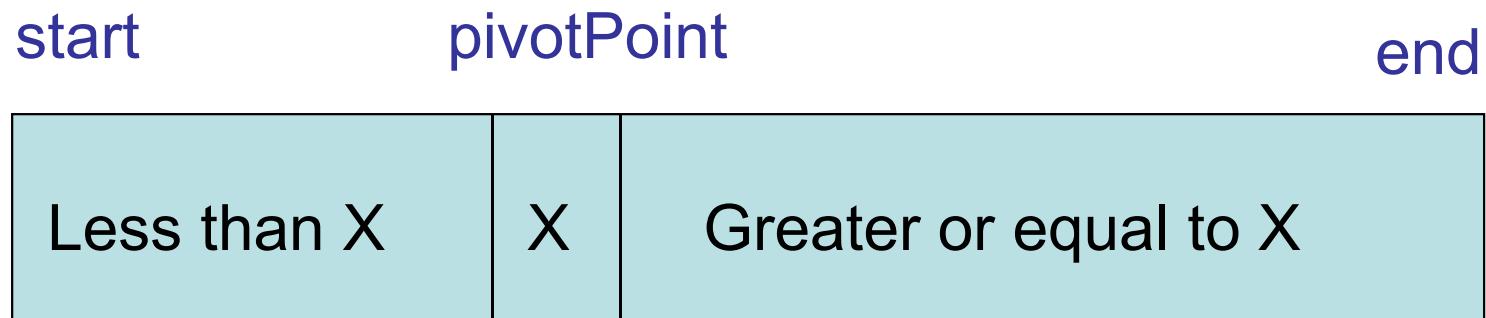 start pivotPoint end
Less than X X Greater or equal to X